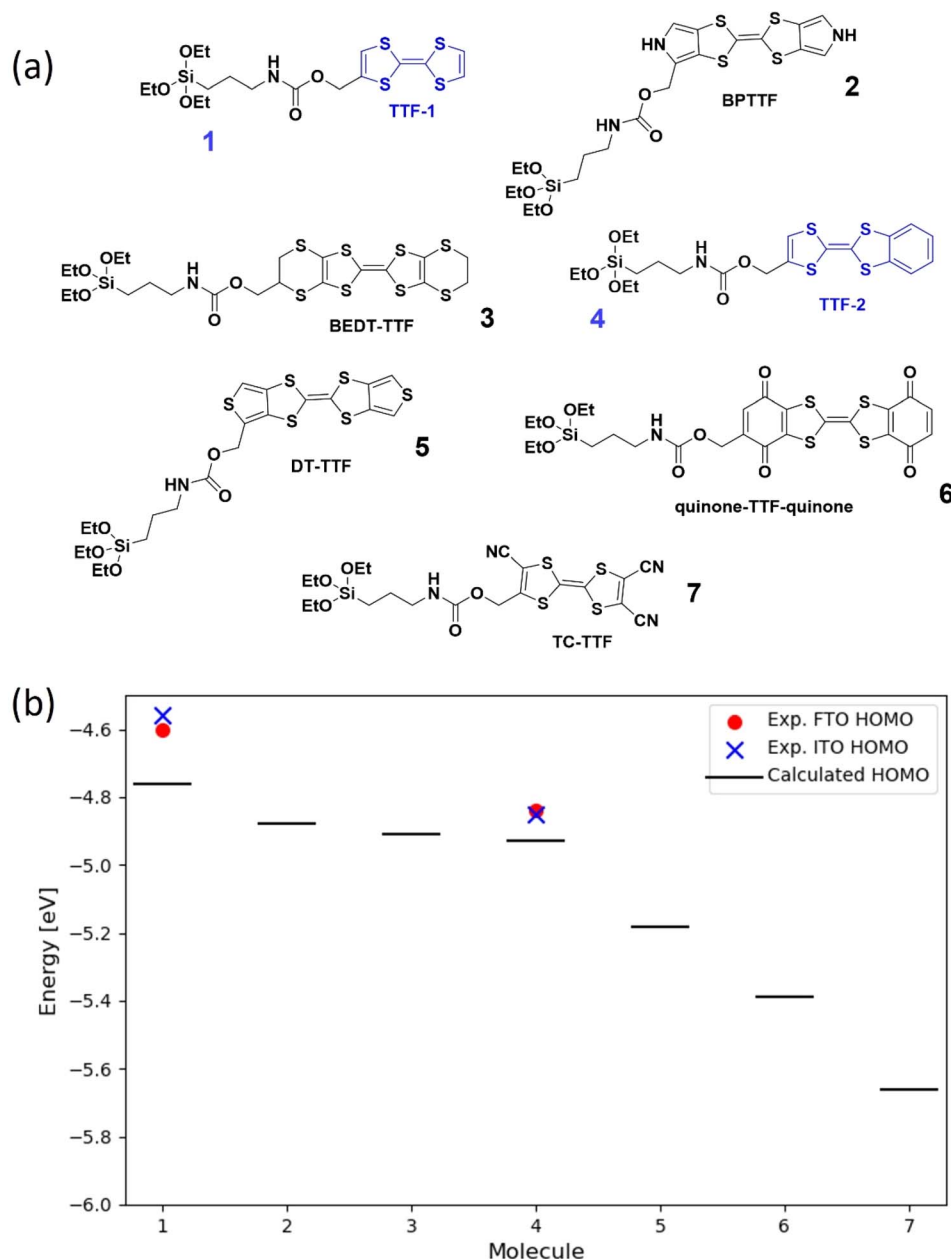 (a)
OEt
EtO
Si
OEt
H
N
O
O
S
S
S
S
TTF-1
1
HN
S
S
S
S
NH
BPTTF
2
O
HN
O
EtO
Si
EtO
OEt
EtO
OEt
Si
EtO
H
N
O
O
S
S
S
S
S
S
S
S
BEDT-TTF
3
EtO
OEt
Si
EtO
H
N
O
O
S
S
S
S
TTF-2
4
S
S
S
S
S
S
DT-TTF
5
O
HN
O
EtO
Si
EtO
OEt
EtO
OEt
Si
EtO
H
N
O
O
O
O
S
S
S
S
O
O
quinone-TTF-quinone
6
EtO
OEt
Si
EtO
H
N
O
O
NC
S
S
S
S
CN
CN
TC-TTF
7
(b)
Exp. FTO HOMO
Exp. ITO HOMO
Calculated HOMO
Energy [eV]
−4.6
−4.8
−5.0
−5.2
−5.4
−5.6
−5.8
−6.0
1 2 3 4 5 6 7
Molecule